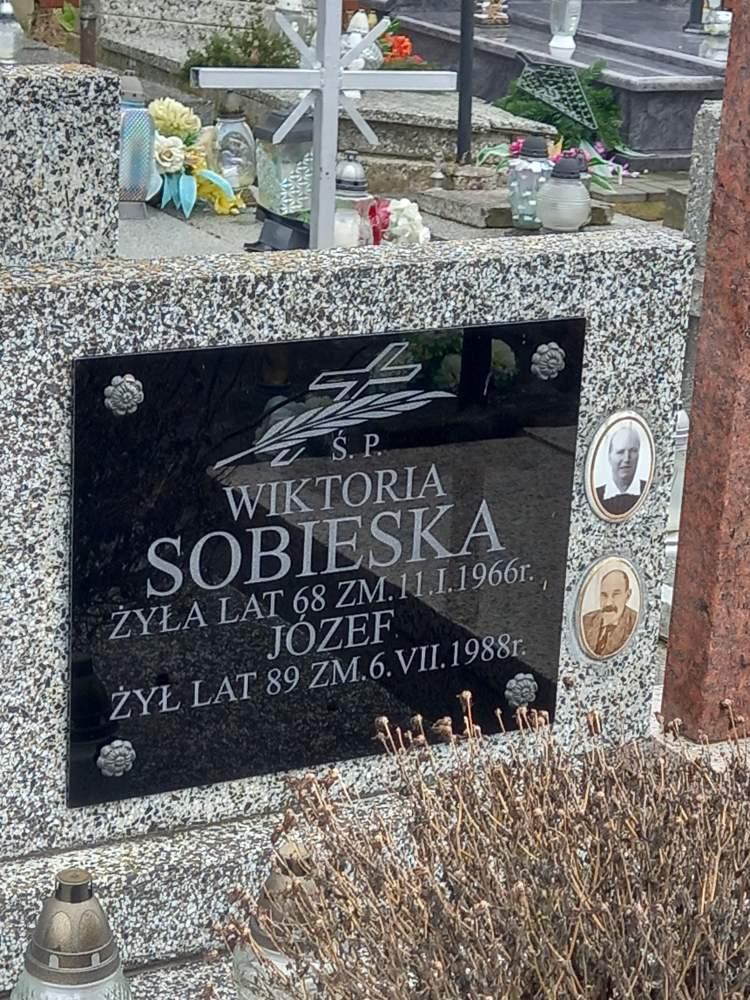 Ś. P.
WIKTORIA
SOBIESKA
ŻYŁA LAT 68 ZM.11.I.1966r.
JÓZEF
ŻYŁ LAT 89 ZM.6.VII.1988r.